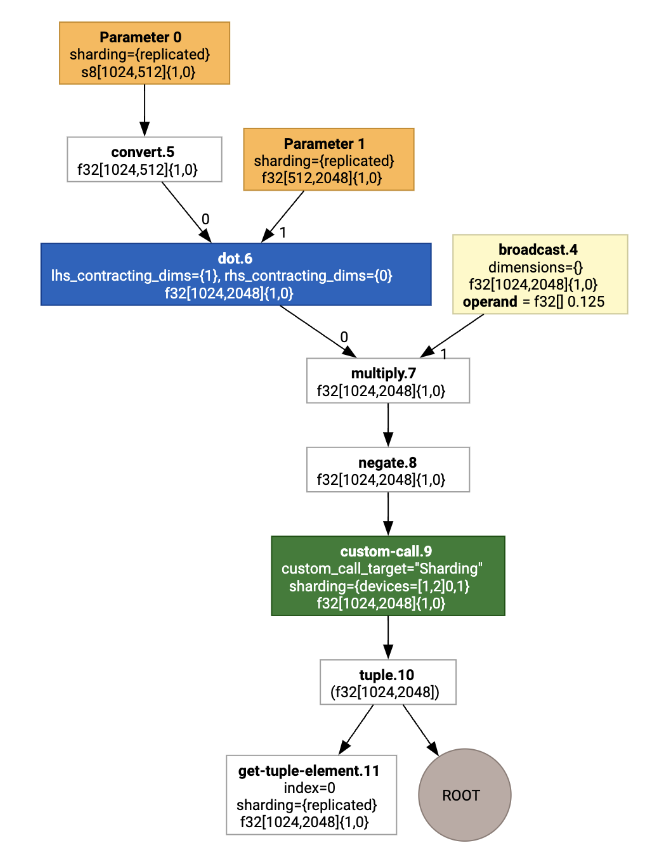 Parameter 0
sharding={replicated}
s8[1024,512]{1,0}
convert.5
f32[1024,512]{1,0}
Parameter 1
sharding={replicated}
f32[512,2048]{1,0}
0
1
dot.6
lhs_contracting_dims={1}, rhs_contracting_dims={0}
f32[1024,2048]{1,0}
broadcast.4
dimensions={}
f32[1024,2048]{1,0}
operand = f32[] 0.125
0
1
multiply.7
f32[1024,2048]{1,0}
negate.8
f32[1024,2048]{1,0}
custom-call.9
custom_call_target="Sharding"
sharding={devices=[1,2]0,1}
f32[1024,2048]{1,0}
tuple.10
(f32[1024,2048])
get-tuple-element.11
index=0
sharding={replicated}
f32[1024,2048]{1,0}
ROOT